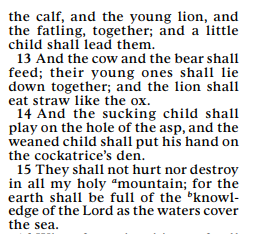 the calf, and the young lion, and
the fatling, together; and a little
child shall lead them.
13 And the cow and the bear shall
feed; their young ones shall lie
down together; and the lion shall
eat straw like the ox.
14 And the sucking child shall
play on the hole of the asp, and the
weaned child shall put his hand on
the cockatrice's den.
15 They shall not hurt nor destroy
in all my holy ᵃmountain; for the
earth shall be full of the ᵇknowl-
edge of the Lord as the waters cover
the sea.